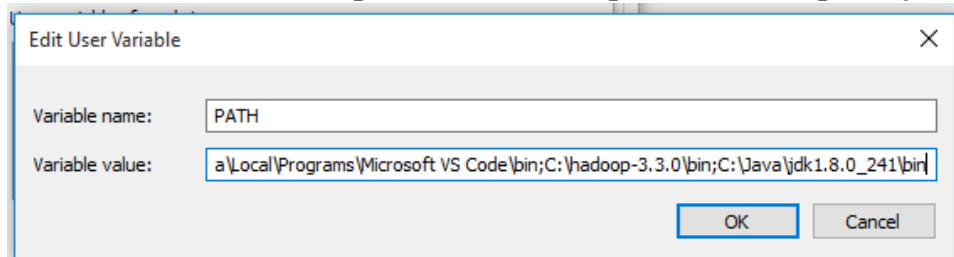 Edit User Variable
Variable name: PATH
Variable value: a\Local\Programs\Microsoft VS Code\bin;C:\hadoop-3.3.0\bin;C:\Java\jdk1.8.0_241\bin
OK Cancel